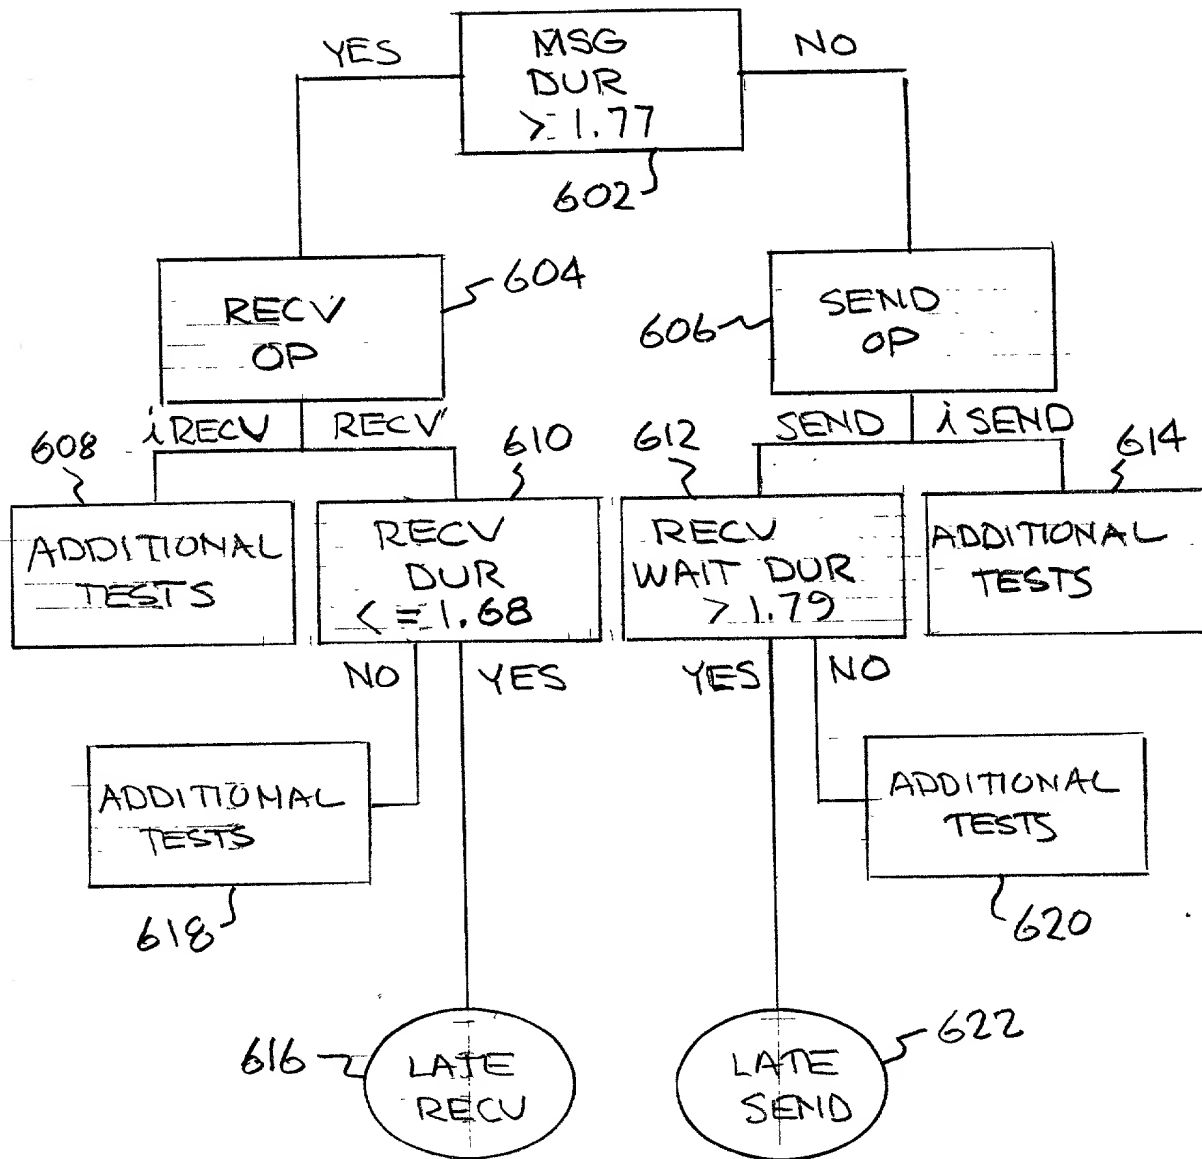 YES
MSG
DUR
> 1.77
NO
602
RECV
OP
604
606
SEND
OP
iRECV
RECV
SEND
iSEND
608
610
612
614
ADDITIONAL
TESTS
RECV
DUR
<= 1.68
RECV
WAIT DUR
> 1.79
ADDITIONAL
TESTS
NO
YES
YES
NO
ADDITIONAL
TESTS
ADDITIONAL
TESTS
618
620
616
LATE
RECV
LATE
SEND
622